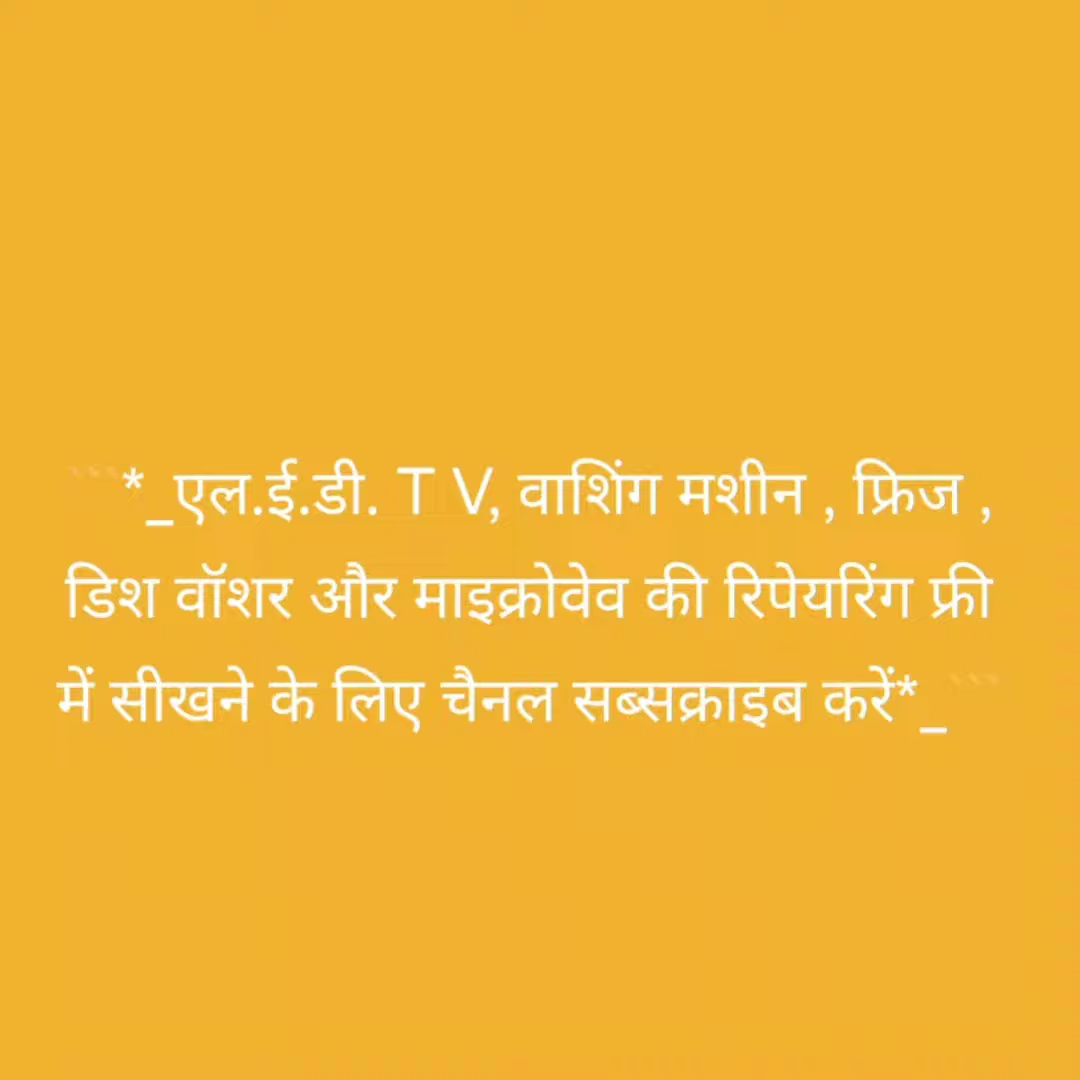 ```*_एल.ई.डी. T V, वाशिंग मशीन , फ्रिज ,
डिश वॉशर और माइक्रोवेव की रिपेयरिंग फ्री
में सीखने के लिए चैनल सब्सक्राइब करें*_```